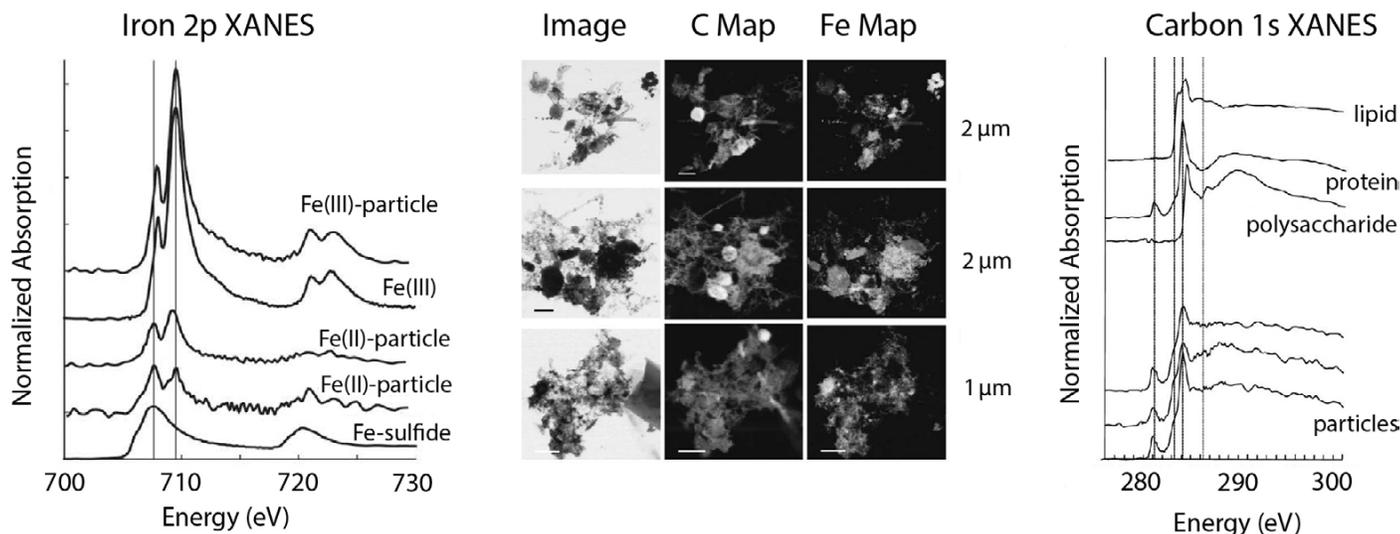 Iron 2p XANES
Normalized Absorption
Fe(III)-particle
Fe(III)
Fe(II)-particle
Fe(II)-particle
Fe-sulfide
700 710 720 730
Energy (eV)
Image C Map Fe Map
2 μm
2 μm
1 μm
Carbon 1s XANES
Normalized Absorption
lipid
protein
polysaccharide
particles
280 290 300
Energy (eV)